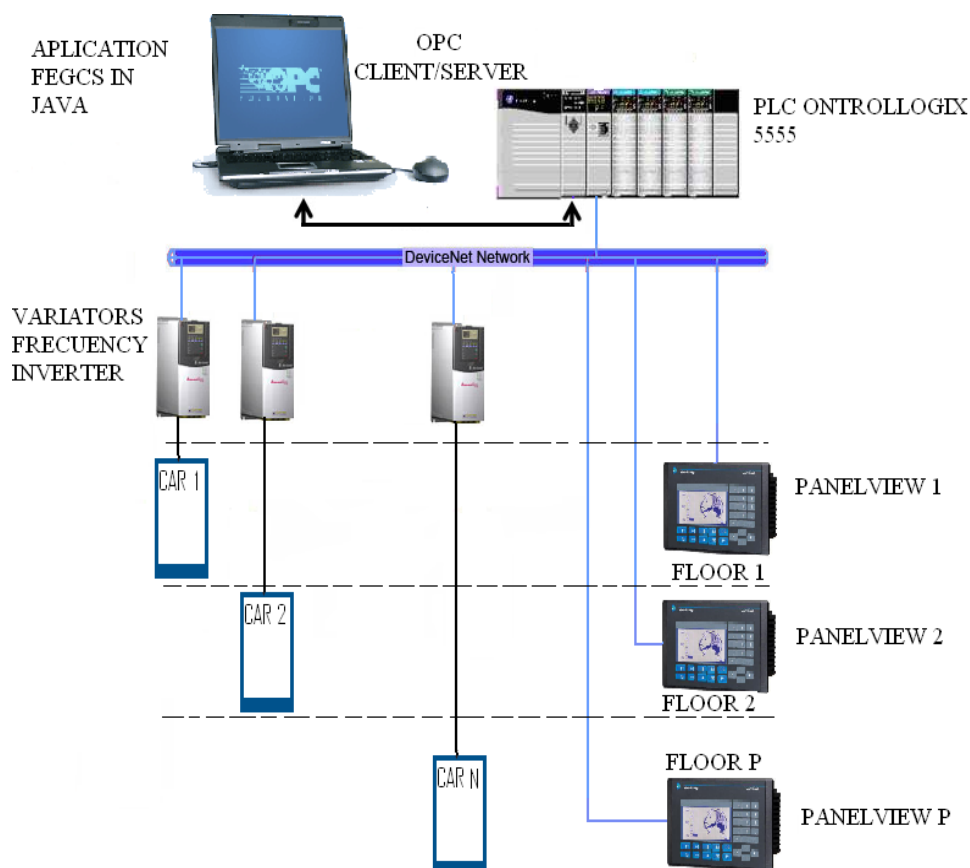 APLICATION
FEGCS IN
JAVA
OPC
CLIENT/SERVER
OPC
PLC ONTROLLOGIX
5555
DeviceNet Network
VARIATORS
FRECUENCY
INVERTER
CAR 1
PANELVIEW 1
FLOOR 1
CAR 2
PANELVIEW 2
FLOOR 2
FLOOR P
CAR N
PANELVIEW P